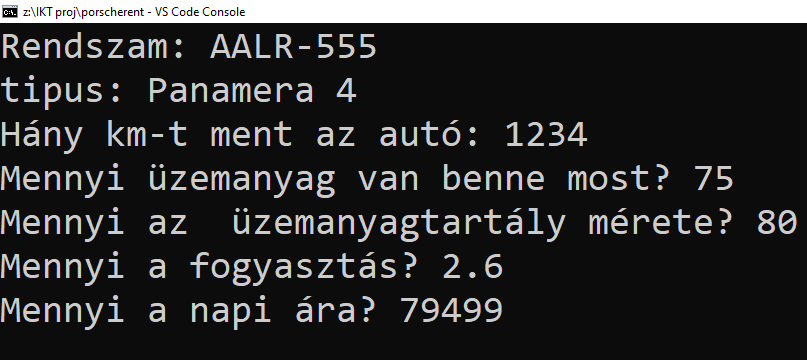 z:\IKT proj\porscherent - VS Code Console
Rendszam: AALR-555
tipus: Panamera 4
Hány km-t ment az autó: 1234
Mennyi üzemanyag van benne most? 75
Mennyi az  üzemanyagtartály mérete? 80
Mennyi a fogyasztás? 2.6
Mennyi a napi ára? 79499